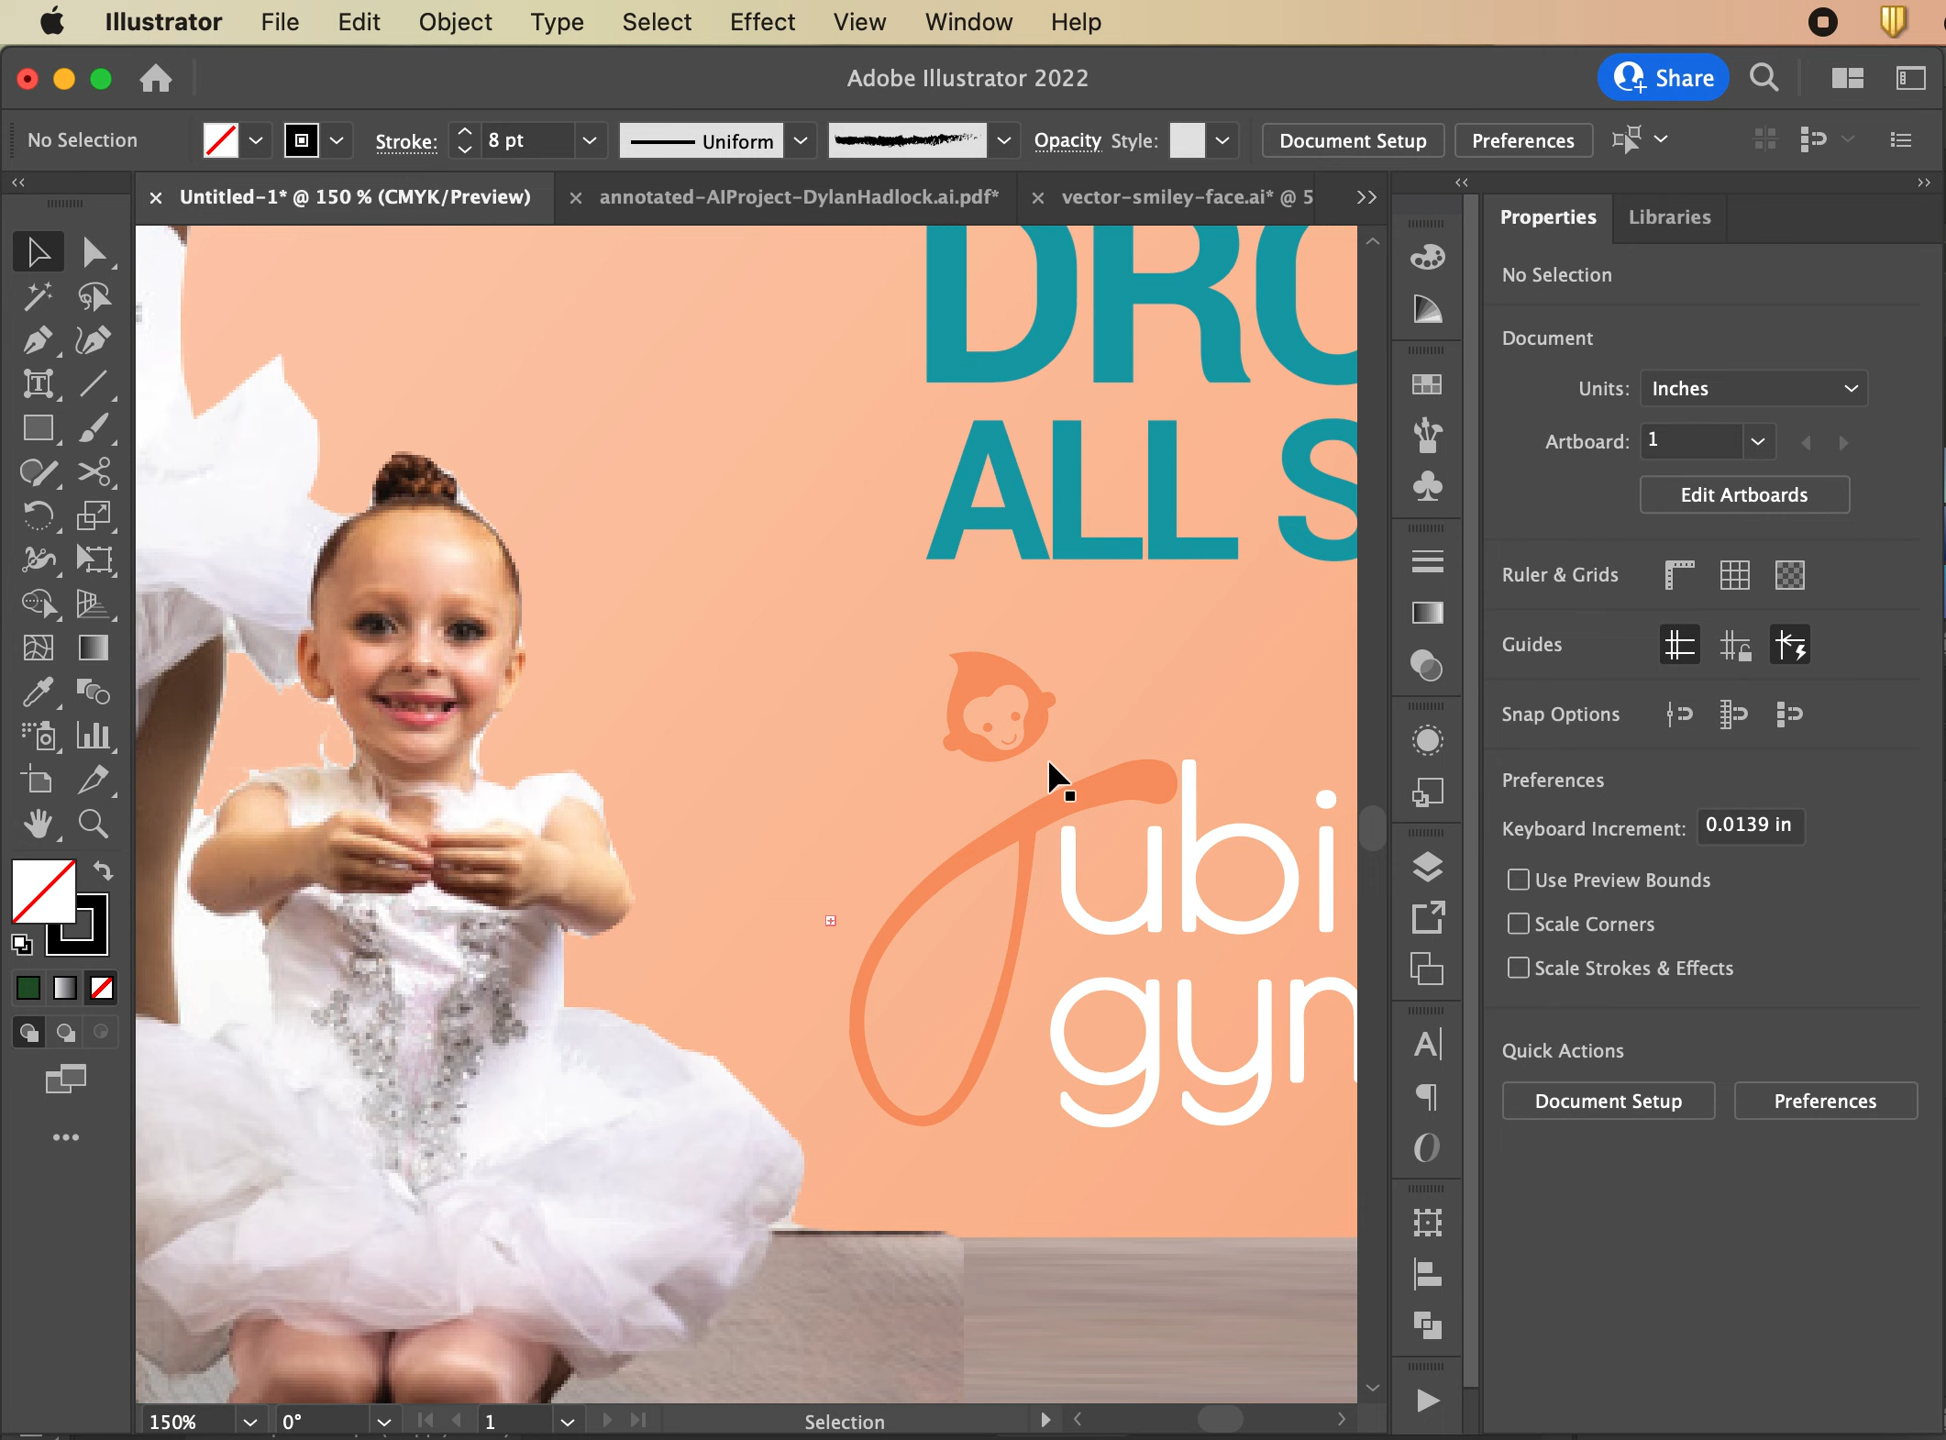 Illustrator File Edit Object Type Select Effect View Window Help
Adobe Illustrator 2022
Share
No Selection
Stroke: 8 pt
Uniform
Opacity Style:
Document Setup
Preferences
Untitled-1* @ 150 % (CMYK/Preview)
annotated-AIProject-DylanHadlock.ai.pdf*
vector-smiley-face.ai* @ 5
DRO
ALL S
jubi
gym
150%
0°
1
Selection
Properties Libraries
No Selection
Document
Units: Inches
Artboard: 1
Edit Artboards
Ruler & Grids
Guides
Snap Options
Preferences
Keyboard Increment: 0.0139 in
Use Preview Bounds
Scale Corners
Scale Strokes & Effects
Quick Actions
Document Setup
Preferences